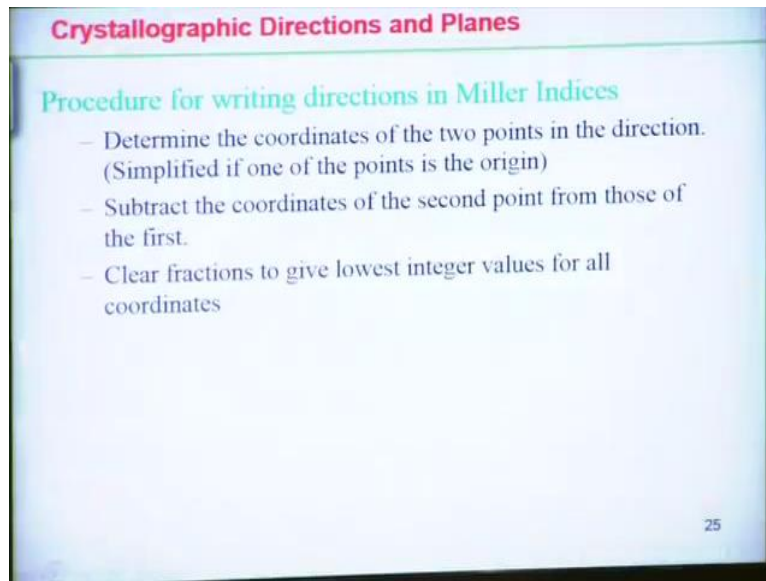 Crystallographic Directions and Planes
Procedure for writing directions in Miller Indices
– Determine the coordinates of the two points in the direction.
(Simplified if one of the points is the origin)
– Subtract the coordinates of the second point from those of
the first.
– Clear fractions to give lowest integer values for all
coordinates
25